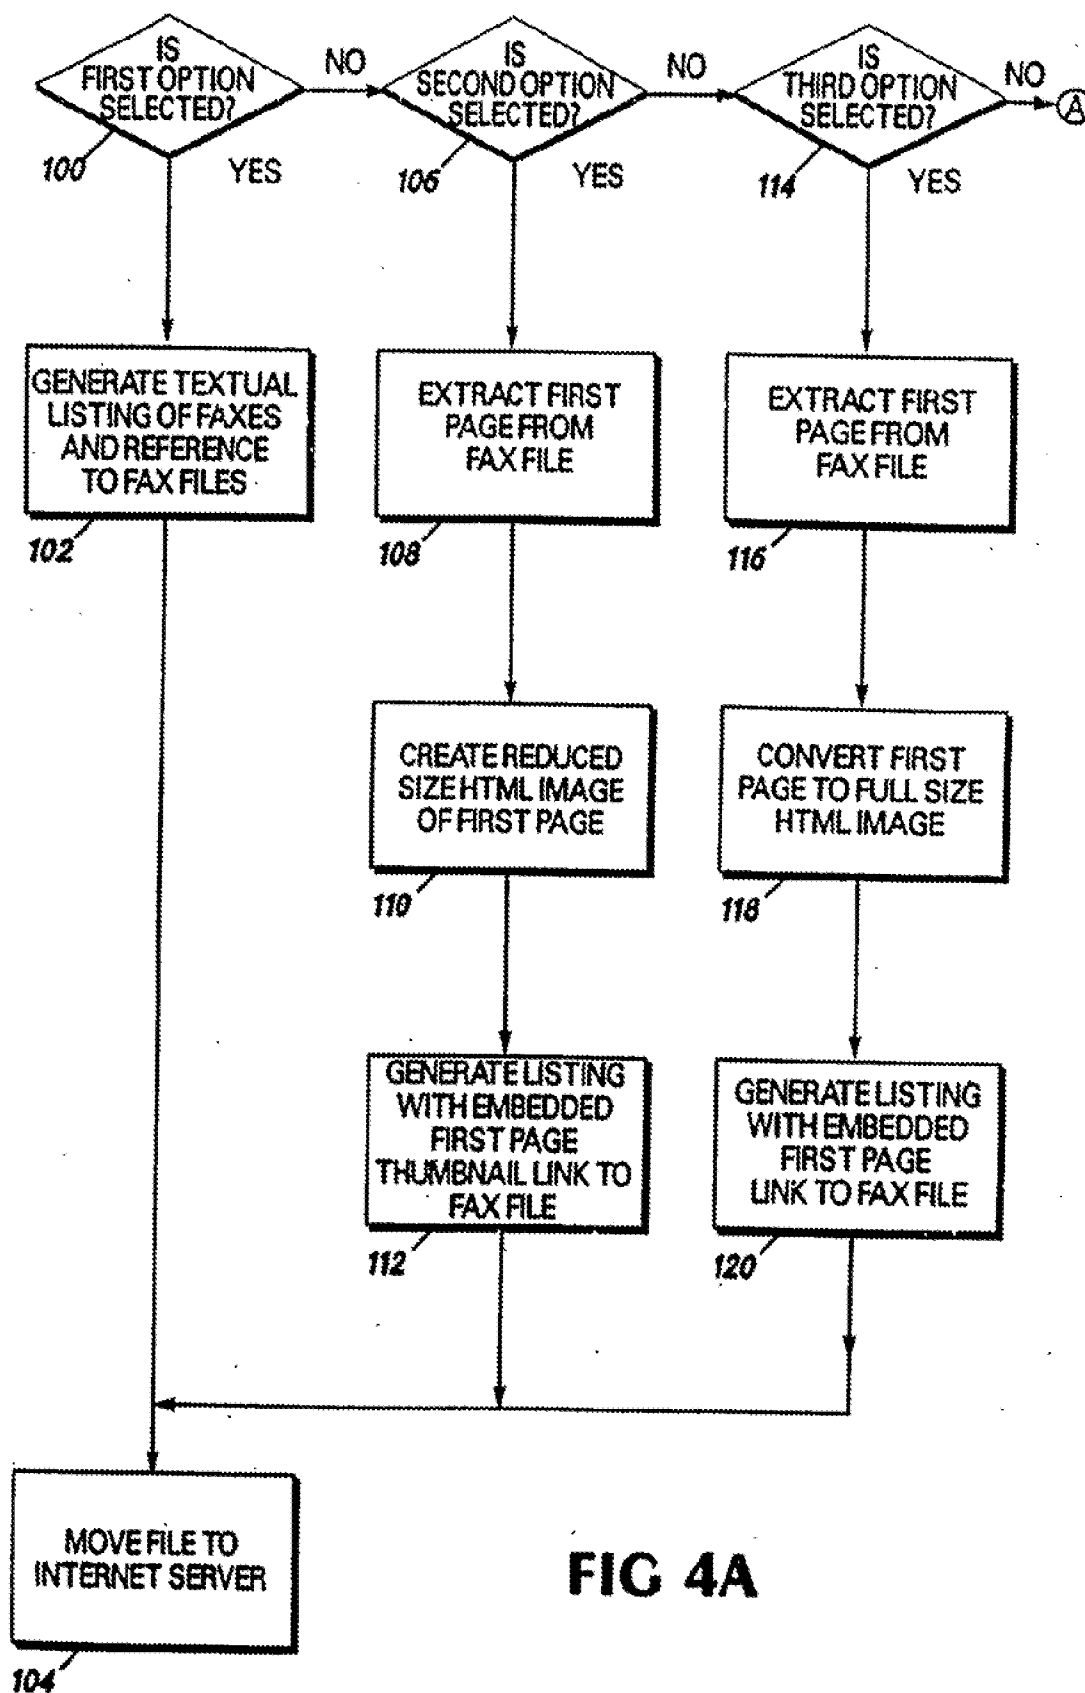 IS
FIRST OPTION
SELECTED?
NO
100
YES
IS
SECOND OPTION
SELECTED?
NO
106
YES
IS
THIRD OPTION
SELECTED?
NO
A
114
YES
GENERATE TEXTUAL
LISTING OF FAXES
AND REFERENCE
TO FAX FILES
102
EXTRACT FIRST
PAGE FROM
FAX FILE
108
EXTRACT FIRST
PAGE FROM
FAX FILE
116
CREATE REDUCED
SIZE HTML IMAGE
OF FIRST PAGE
110
CONVERT FIRST
PAGE TO FULL SIZE
HTML IMAGE
118
GENERATE LISTING
WITH EMBEDDED
FIRST PAGE
THUMBNAIL LINK TO
FAX FILE
112
GENERATE LISTING
WITH EMBEDDED
FIRST PAGE
LINK TO FAX FILE
120
MOVE FILE TO
INTERNET SERVER
104
FIG 4A